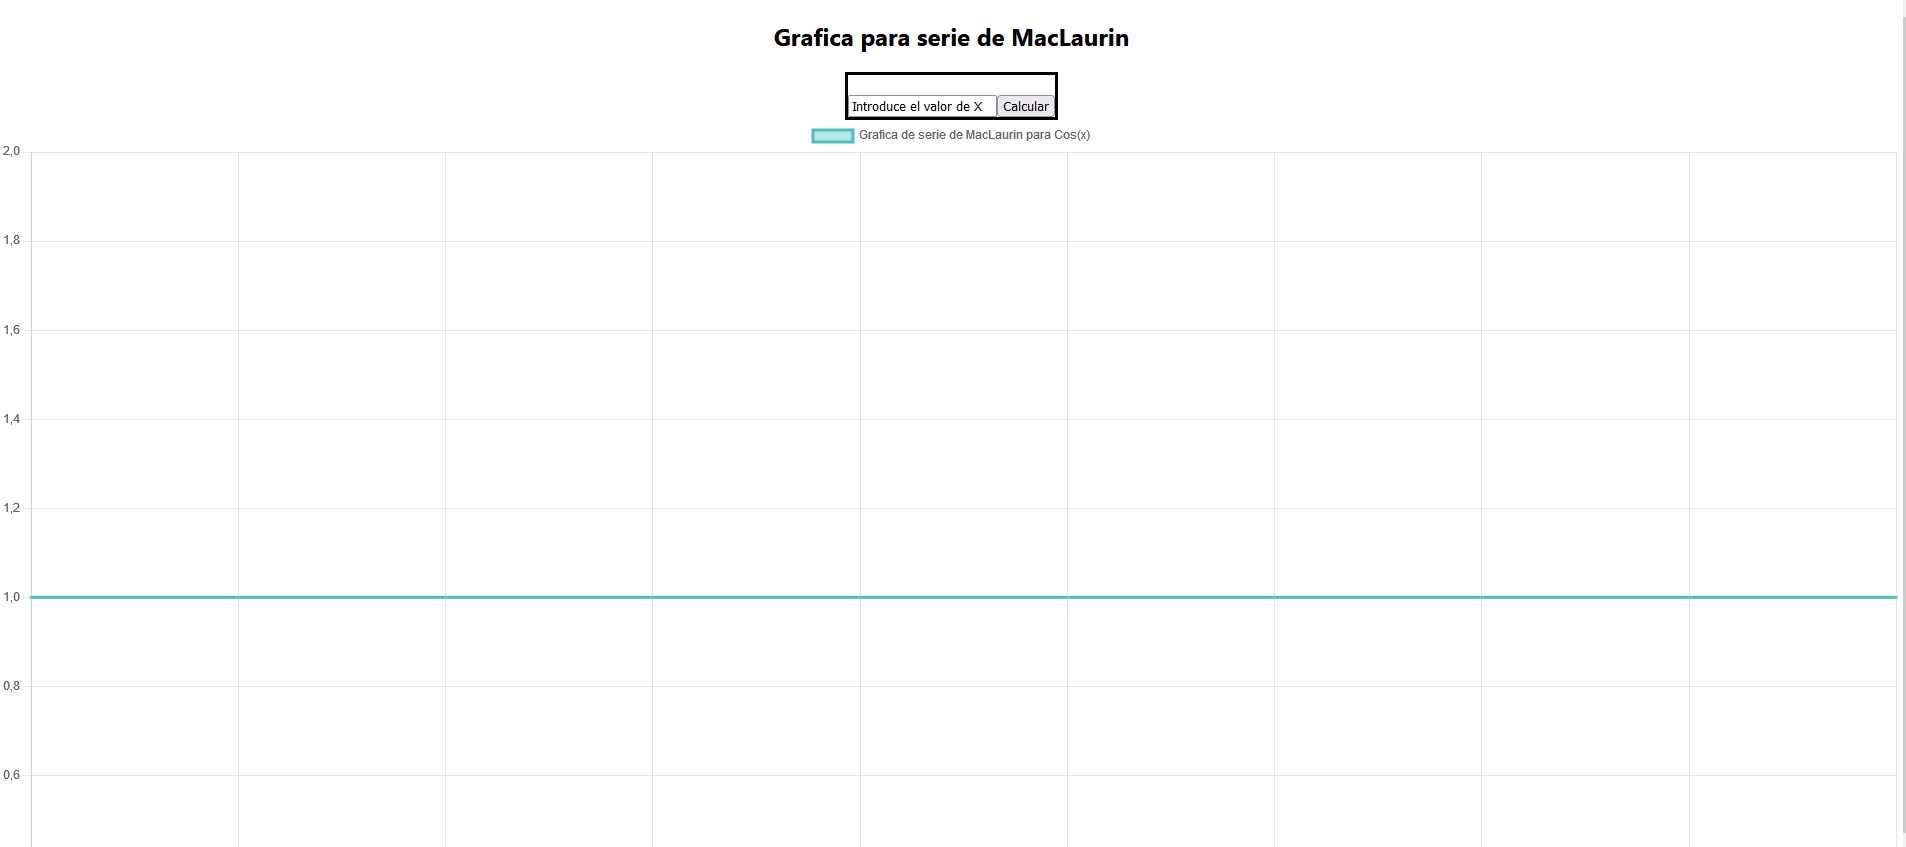 Grafica para serie de MacLaurin
Introduce el valor de X Calcular
Grafica de serie de MacLaurin para Cos(x)
2,0
1,8
1,6
1,4
1,2
1,0
0,8
0,6